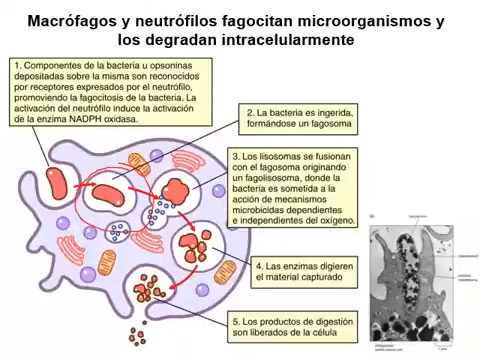 Macrófagos y neutrófilos fagocitan microorganismos y
los degradan intracelularmente
1. Componentes de la bacteria u opsoninas
depositadas sobre la misma son reconocidos
por receptores expresados por el neutrófilo,
promoviendo la fagocitosis de la bacteria. La
activación del neutrófilo induce la activación
de la enzima NADPH oxidasa.
2. La bacteria es ingerida,
formándose un fagosoma
3. Los lisosomas se fusionan
con el fagosoma originando
un fagolisosoma, donde la
bacteria es sometida a la
acción de mecanismos
microbicidas dependientes
e independientes del oxígeno.
4. Las enzimas digieren
el material capturado
5. Los productos de digestión
son liberados de la célula